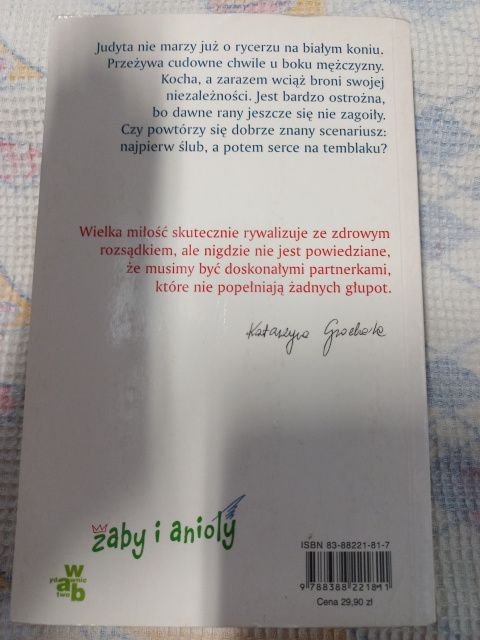 Judyta nie marzy już o rycerzu na białym koniu.
Przeżywa cudowne chwile u boku mężczyzny.
Kocha, a zarazem wciąż broni swojej
niezależności. Jest bardzo ostrożna,
bo dawne rany jeszcze się nie zagoiły.
Czy powtórzy się dobrze znany scenariusz:
najpierw ślub, a potem serce na temblaku?
Wielka miłość skutecznie rywalizuje ze zdrowym
rozsądkiem, ale nigdzie nie jest powiedziane,
że musimy być doskonałymi partnerkami,
które nie popełniają żadnych głupot.
Katarzyna Grochola
żaby i anioły
wydawnictwo
wab
ISBN 83-88221-81-7
9788388221811
Cena 29,90 zł